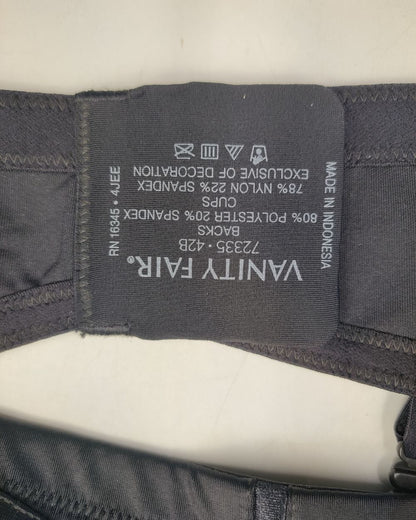 VANITY FAIR®
72335 • 42B
BACKS
80% POLYESTER 20% SPANDEX
CUPS
78% NYLON 22% SPANDEX
EXCLUSIVE OF DECORATION
MADE IN INDONESIA
RN 16345 • 4JEE